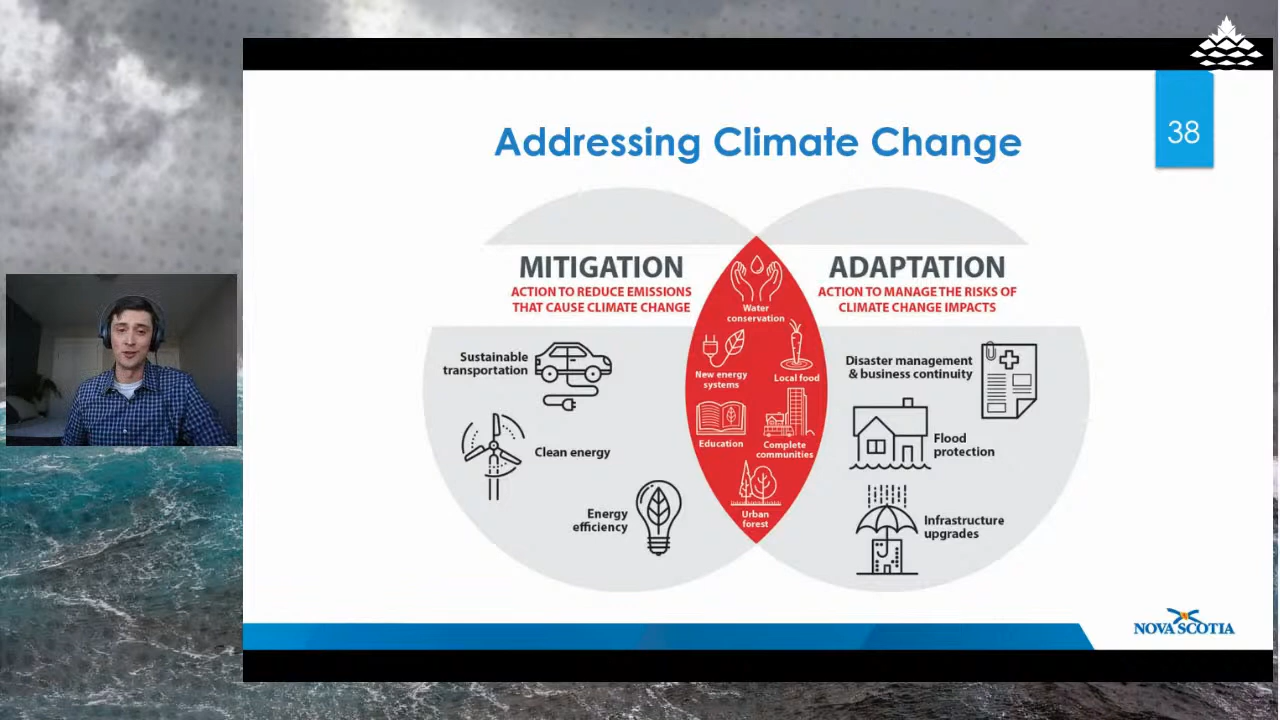 38
Addressing Climate Change
MITIGATION
ACTION TO REDUCE EMISSIONS
THAT CAUSE CLIMATE CHANGE
Sustainable
transportation
Clean energy
Energy
efficiency
Water
conservation
New energy
systems
Local food
Education
Complete
communities
Urban
forest
ADAPTATION
ACTION TO MANAGE THE RISKS OF
CLIMATE CHANGE IMPACTS
Disaster management
& business continuity
Flood
protection
Infrastructure
upgrades
NOVA SCOTIA